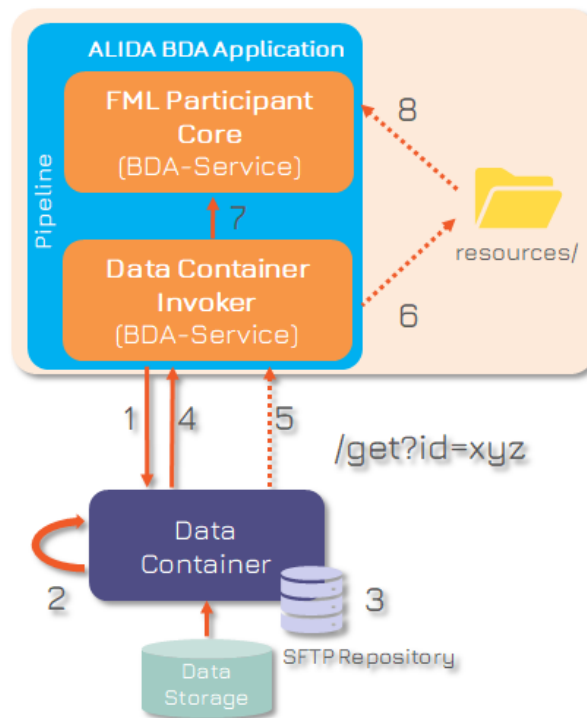 ALIDA BDA Application
FML Participant
Core
(BDA-Service)
8
Pipeline
7
resources/
Data Container
Invoker
(BDA-Service)
6
1
4
5
/get?id=xyz
Data
Container
2
3
SFTP Repository
Data
Storage